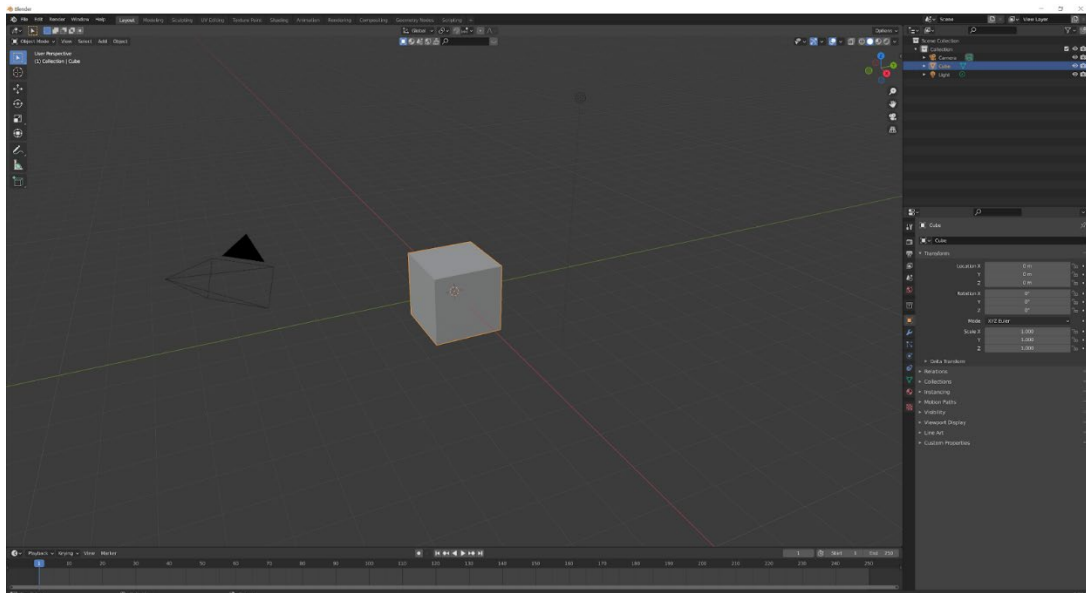 Blender
File Edit Render Window Help Layout Modeling Sculpting UV Editing Texture Paint Shading Animation Rendering Compositing Geometry Nodes Scripting + Scene View Layer
Global Options
Object Mode View Select Add Object
User Perspective
(1) Collection | Cube
Scene Collection
Collection
Camera
Cube
Light
Cube
Cube
Transform
Location X 0 m
Y 0 m
Z 0 m
Rotation X 0°
Y 0°
Z 0°
Mode XYZ Euler
Scale X 1.000
Y 1.000
Z 1.000
Delta Transform
Relations
Collections
Instancing
Motion Paths
Visibility
Viewport Display
Line Art
Custom Properties
Playback Keying View Marker 1 Start 1 End 250
1 10 20 30 40 50 60 70 80 90 100 110 120 130 140 150 160 170 180 190 200 210 220 230 240 250